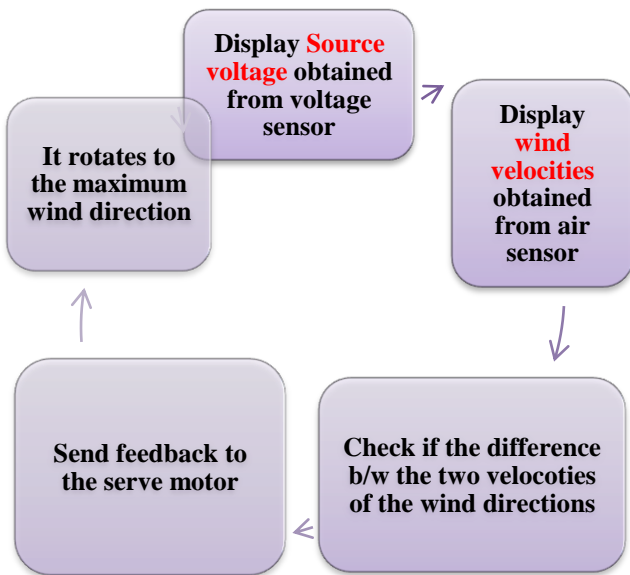 Display Source
voltage obtained
from voltage
sensor
Display
wind
velocities
obtained
from air
sensor
Check if the difference
b/w the two velocoties
of the wind directions
Send feedback to
the serve motor
It rotates to
the maximum
wind direction